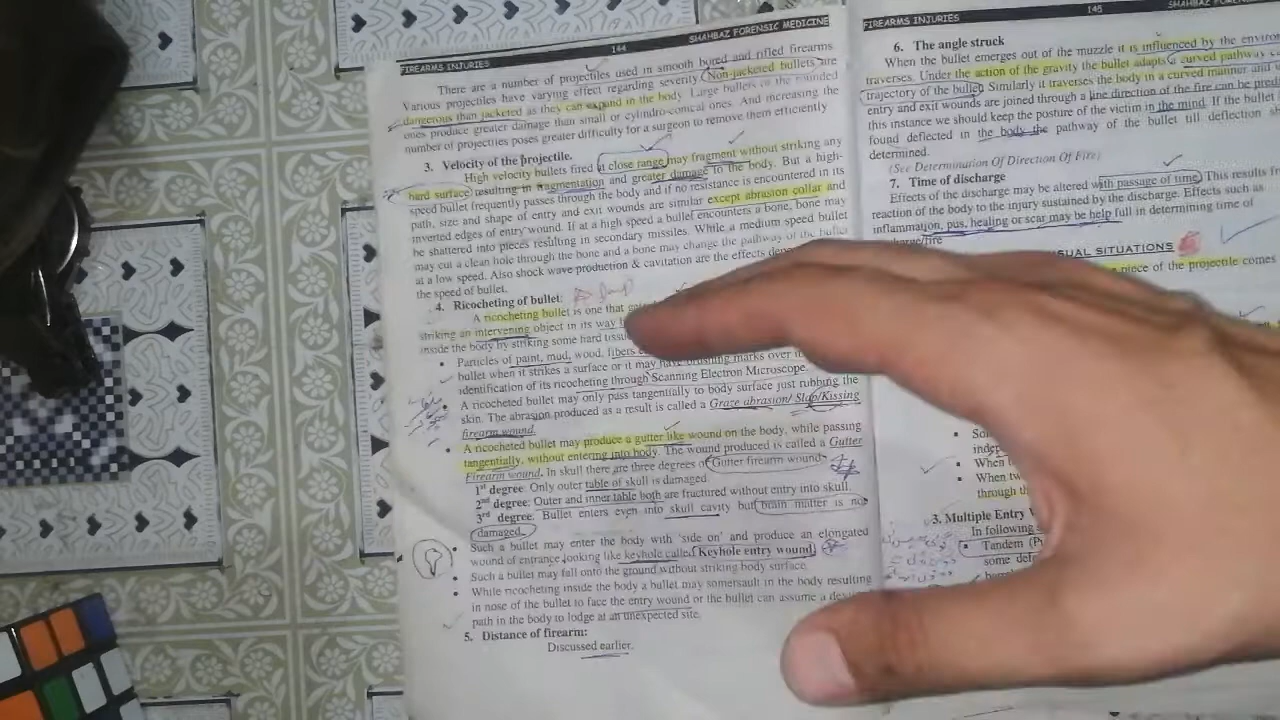 FIREARMS INJURIES 144 SHAHBAZ FORENSIC MEDICINE
There are a number of projectiles used in smooth bored and rifled firearms.
Various projectiles have varying effect regarding severity. Non-jacketed bullets are
dangerous than jacketed as they can expand in the body. Large bullets or the rounded
ones produce greater damage than small or cylindro-conical ones. And increasing the
number of projectiles poses greater difficulty for a surgeon to remove them efficiently
3. Velocity of the projectile.
High velocity bullets fired at close range may fragment without striking any
hard surface resulting in fragmentation and greater damage to the body. But a high-
speed bullet frequently passes through the body and if no resistance is encountered in its
path, size and shape of entry and exit wounds are similar except abrasion collar and
inverted edges of entry wound. If at a high speed a bullet encounters a bone, bone may
be shattered into pieces resulting in secondary missiles. While a medium speed bullet
may cut a clean hole through the bone and a bone may change the pathway of the bullet
at a low speed. Also shock wave production & cavitation are the effects
the speed of bullet.
4. Ricocheting of bullet:
A ricocheting bullet is one that
striking an intervening object in its way
inside the body by striking some hard
• Particles of paint, mud, wood, fibers
bullet when it strikes a surface or it may have marks over
identification of its ricocheting through Scanning Electron Microscope.
• A ricocheted bullet may only pass tangentially to body surface just rubbing the
skin. The abrasion produced as a result is called a Graze abrasion/ Slap/Kissing
firearm wound.
• A ricocheted bullet may produce a gutter like wound on the body, while passing
tangentially, without entering into body. The wound produced is called a Gutter
Firearm wound. In skull there are three degrees of Gutter firearm wound
1st degree: Only outer table of skull is damaged.
2nd degree: Outer and inner table both are fractured without entry into skull.
3rd degree: Bullet enters even into skull cavity but brain matter is not
damaged.
• Such a bullet may enter the body with 'side on' and produce an elongated
wound of entrance looking like keyhole called Keyhole entry wound.
• Such a bullet may fall onto the ground without striking body surface.
• While ricocheting inside the body a bullet may somersault in the body resulting
in nose of the bullet to face the entry wound or the bullet can assume a
path in the body to lodge at an unexpected site.
5. Distance of firearm:
Discussed earlier.
FIREARMS INJURIES 145 SHAHBAZ
6. The angle struck
When the bullet emerges out of the muzzle it is influenced by the
traverses. Under the action of the gravity the bullet adapts a curved pathway
trajectory of the bullet. Similarly it traverses the body in a curved manner and
entry and exit wounds are joined through a line direction of the fire can be
this instance we should keep the posture of the victim in the mind. If the bullet
found deflected in the body the pathway of the bullet till deflection
determined.
(See Determination Of Direction Of Fire)
7. Time of discharge
Effects of the discharge may be altered with passage of time. This results
reaction of the body to the injury sustained by the discharge. Effects such as
inflammation, pus, healing or scar may be help full in determining time of
SITUATIONS
piece of the projectile comes
• When
• When
through
3. Multiple Entry
In following
• Tandem
some